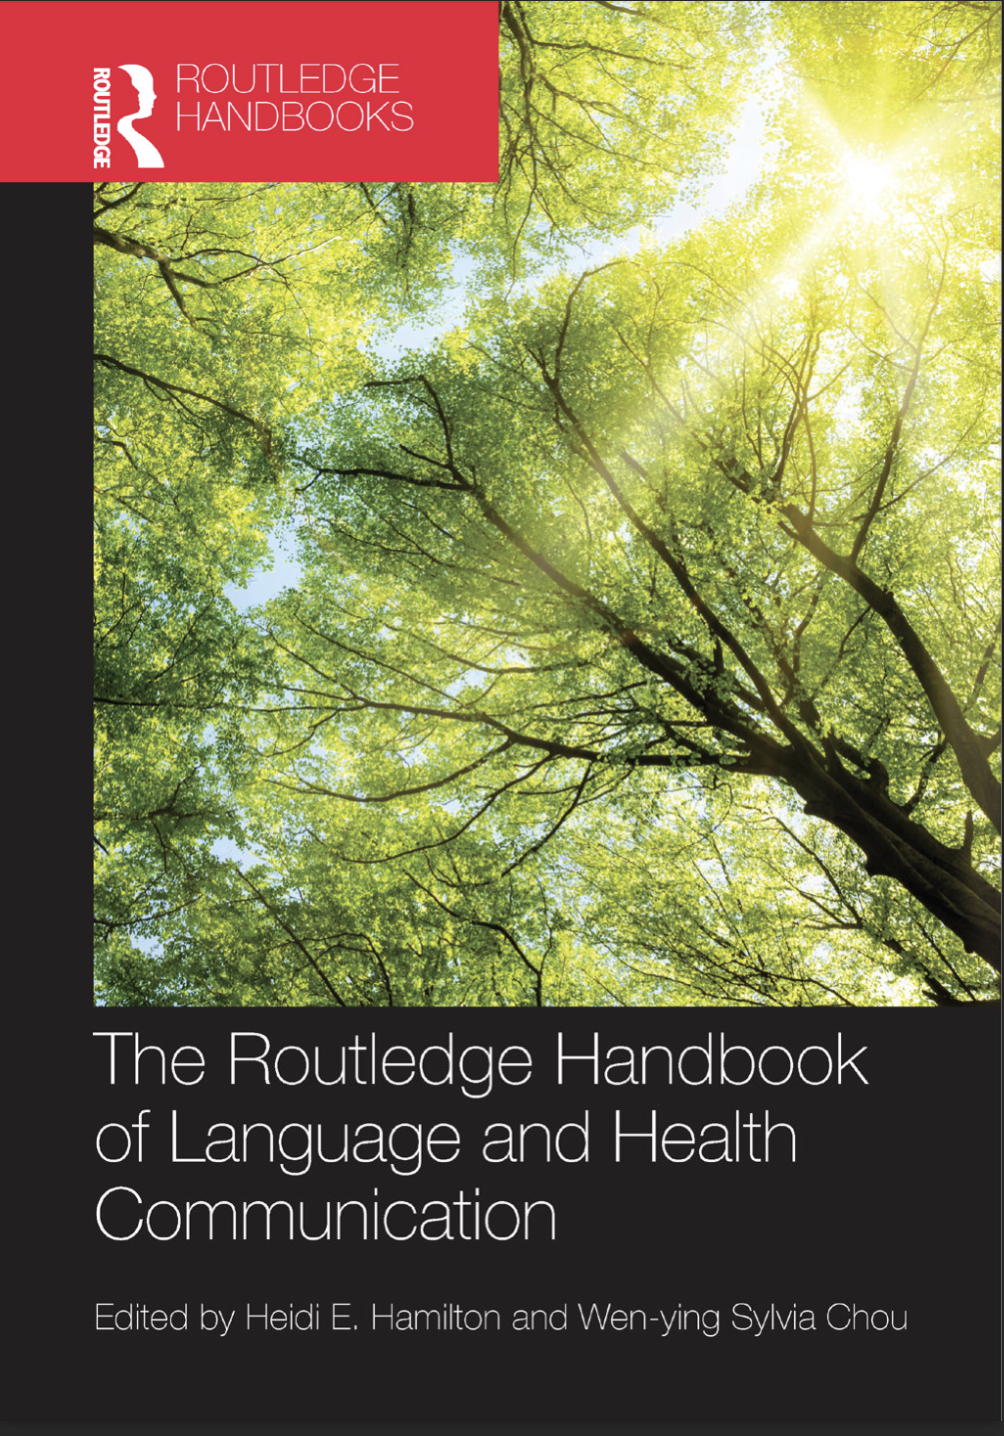 ROUTLEDGE
ROUTLEDGE
HANDBOOKS
The Routledge Handbook
of Language and Health
Communication
Edited by Heidi E. Hamilton and Wen-ying Sylvia Chou